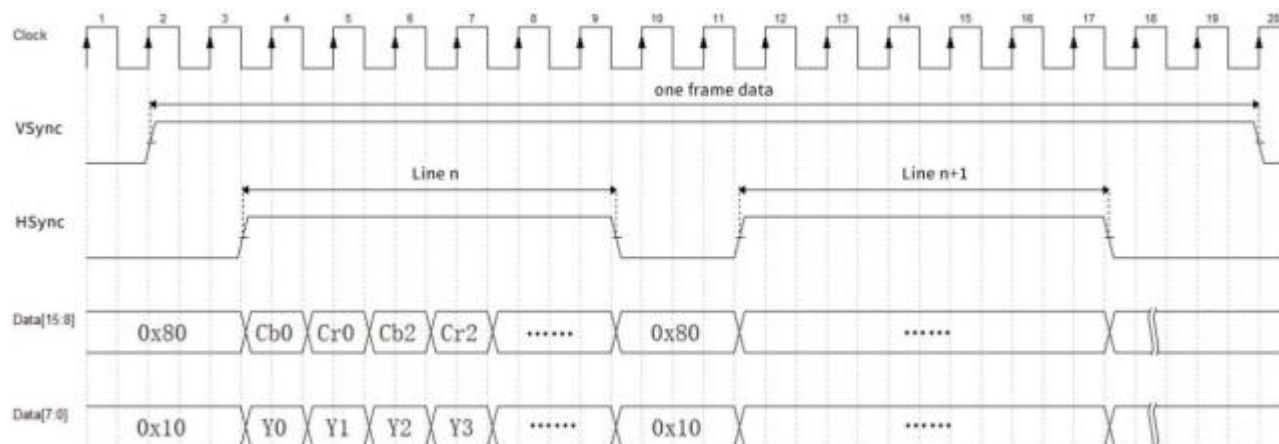 1 2 3 4 5 6 7 8 9 10 11 12 13 14 15 16 17 18 19 20
Clock
one frame data
VSync
Line n Line n+1
HSync
Data[15:8] 0x80 Cb0 Cr0 Cb2 Cr2 ...... 0x80 ......
Data[7:0] 0x10 Y0 Y1 Y2 Y3 ...... 0x10 ......